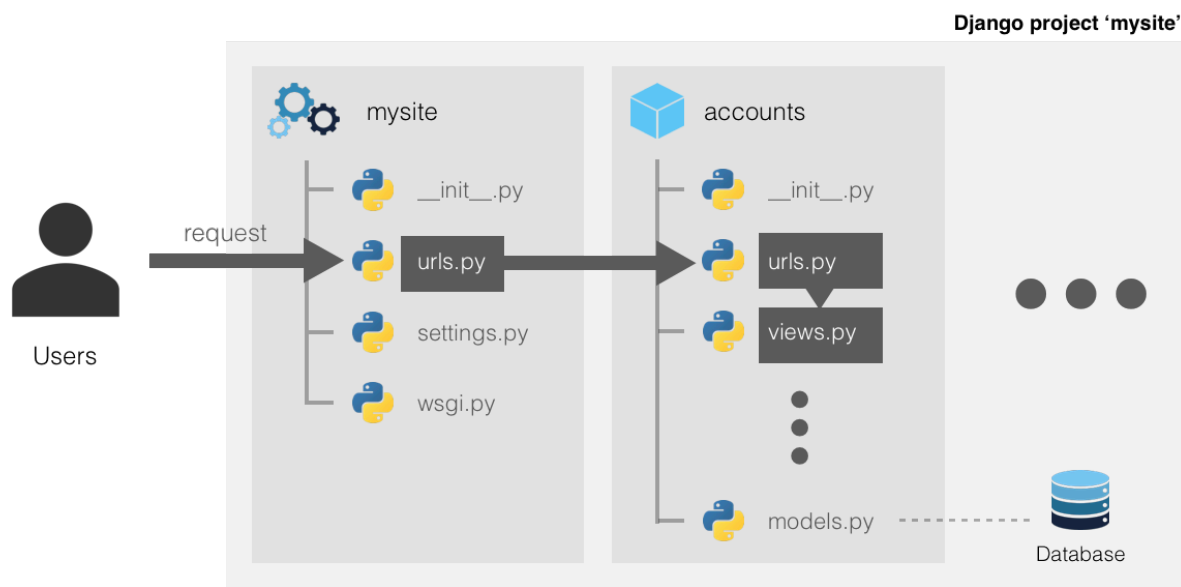 Django project ‘mysite’
mysite
__init__.py
urls.py
settings.py
wsgi.py
accounts
__init__.py
urls.py
views.py
models.py
request
Users
Database